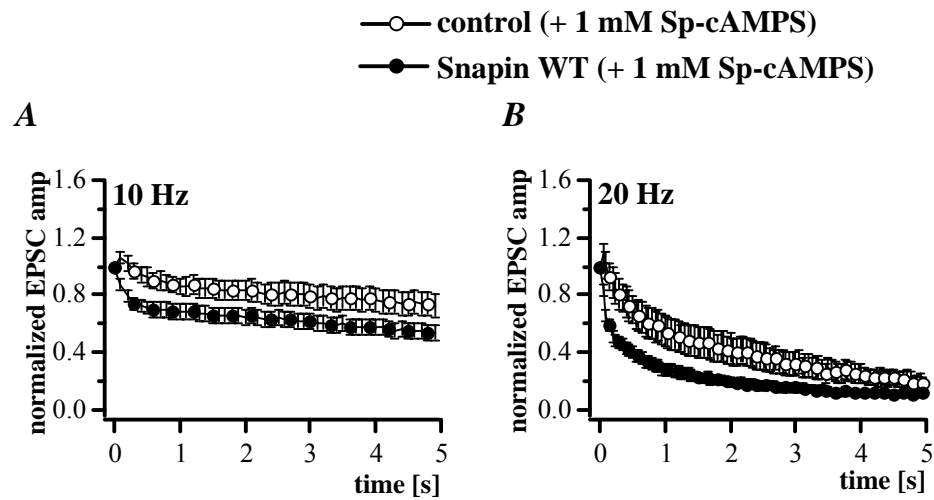 control (+ 1 mM Sp-cAMPS)
Snapin WT (+ 1 mM Sp-cAMPS)
A
B
normalized EPSC amp
1.6
1.2
0.8
0.4
0.0
10 Hz
0 1 2 3 4 5
time [s]
normalized EPSC amp
1.6
1.2
0.8
0.4
0.0
20 Hz
0 1 2 3 4 5
time [s]